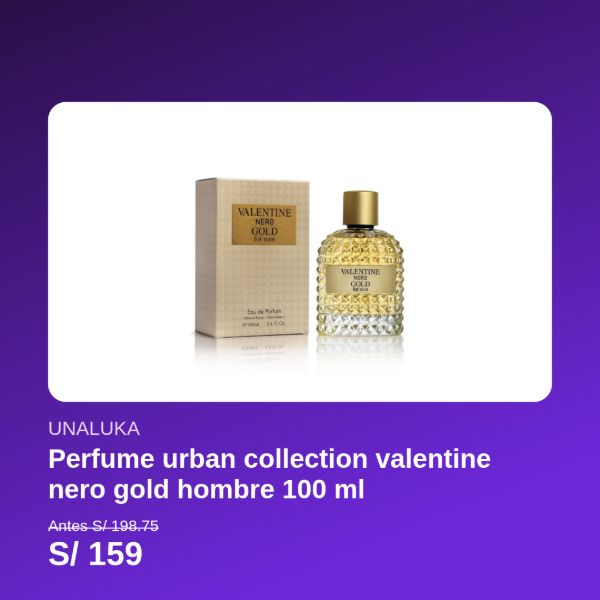 VALENTINE
NERO
GOLD
for men
Eau de Parfum
VALENTINE
NERO
GOLD
for men
UNALUKA
Perfume urban collection valentine
nero gold hombre 100 ml
Antes S/ 198.75
S/ 159